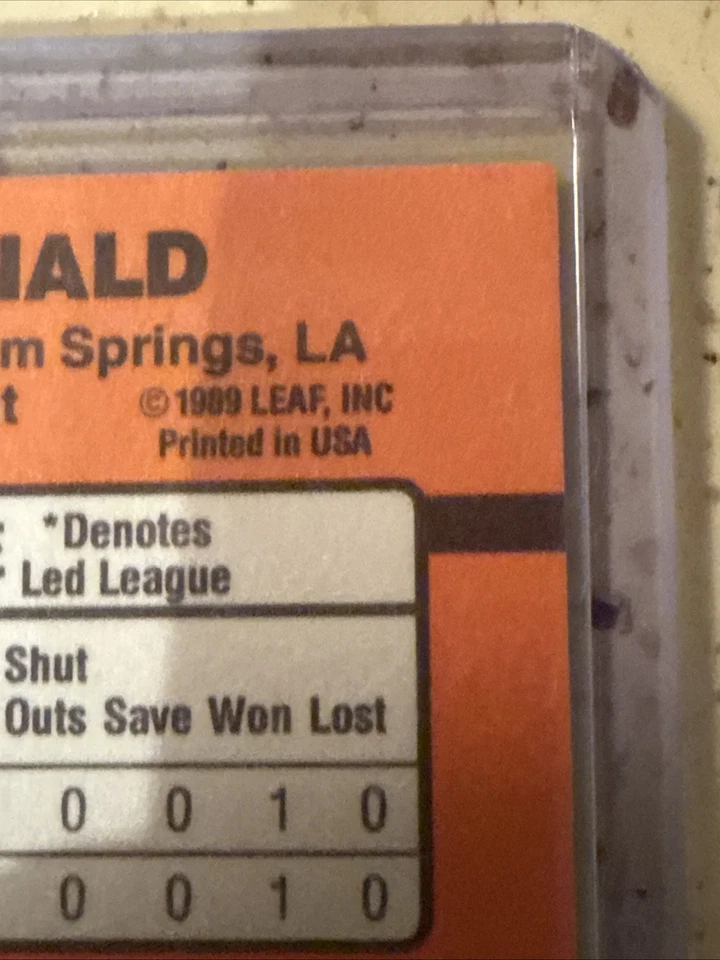 NALD
m Springs, LA
t
© 1989 LEAF, INC
Printed in USA
*Denotes
r Led League
Shut
Outs Save Won Lost
0 0 1 0
0 0 1 0